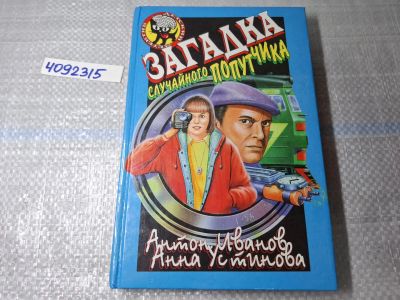 4092315
ЗАГАДКА
СЛУЧАЙНОГО ПОПУТЧИКА
Антон Иванов
Анна Устинова